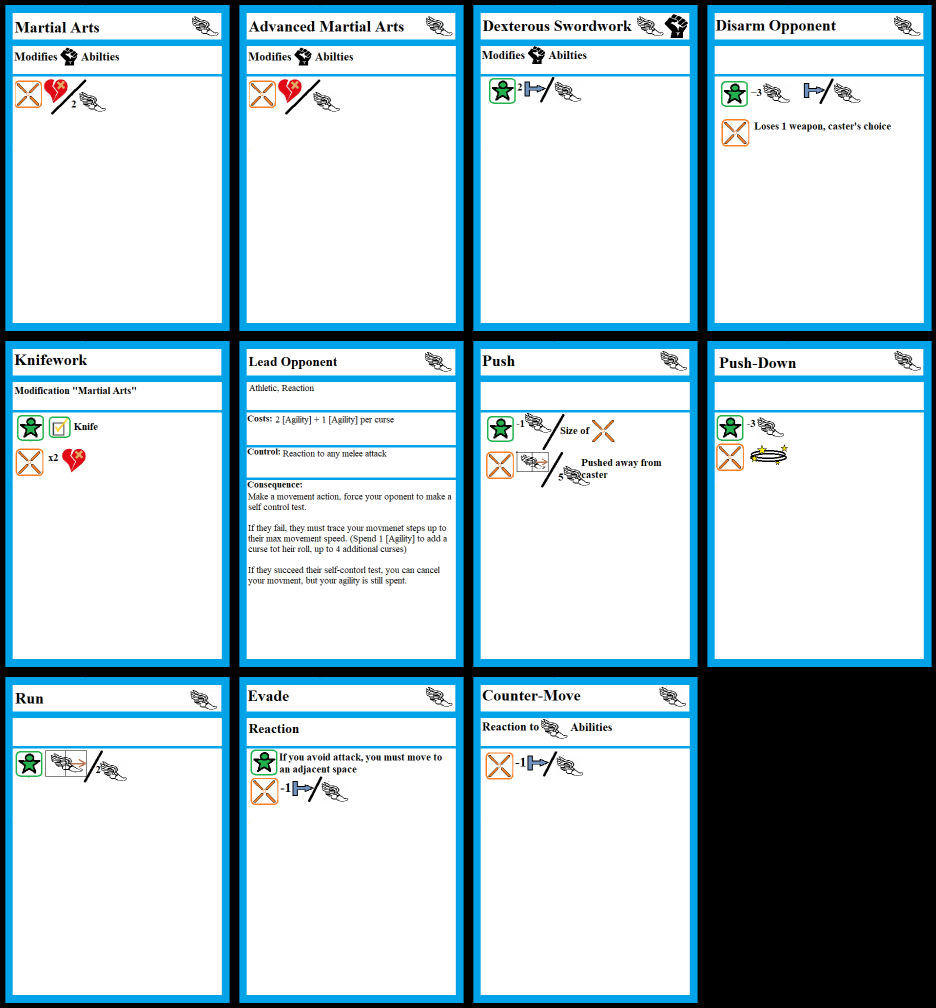 Martial Arts
Modifies Abilties
2
Advanced Martial Arts
Modifies Abilties
Dexterous Swordwork
Modifies Abilties
2
Disarm Opponent
-3
Loses 1 weapon, caster's choice
Knifework
Modification "Martial Arts"
Knife
x2
Lead Opponent
Athletic, Reaction
Costs: 2 [Agility] + 1 [Agility] per curse
Control: Reaction to any melee attack
Consequence:
Make a movement action, force your oponent to make a
self control test.
If they fail, they must trace your movmenet steps up to
their max movement speed. (Spend 1 [Agility] to add a
curse tot heir roll, up to 4 additional curses)
If they succeed their self-contorl test, you can cancel
your movment, but your agility is still spent.
Push
-1 Size of
Pushed away from
5 caster
Push-Down
-3
Run
2
Evade
Reaction
If you avoid attack, you must move to
an adjacent space
-1
Counter-Move
Reaction to Abilities
-1